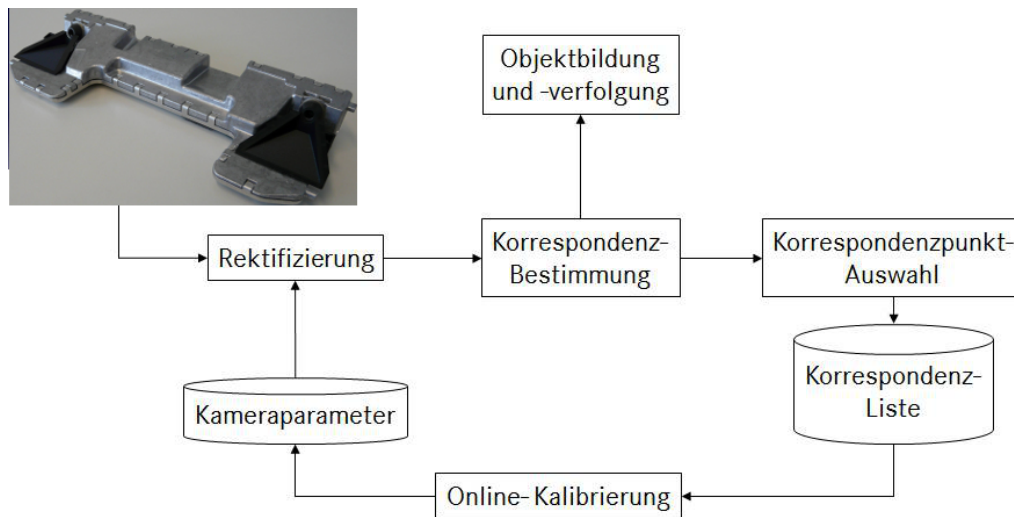 Objektbildung
und -verfolgung
Rektifizierung
Korrespondenz-
Bestimmung
Korrespondenzpunkt-
Auswahl
Korrespondenz-
Liste
Kameraparameter
Online-Kalibrierung